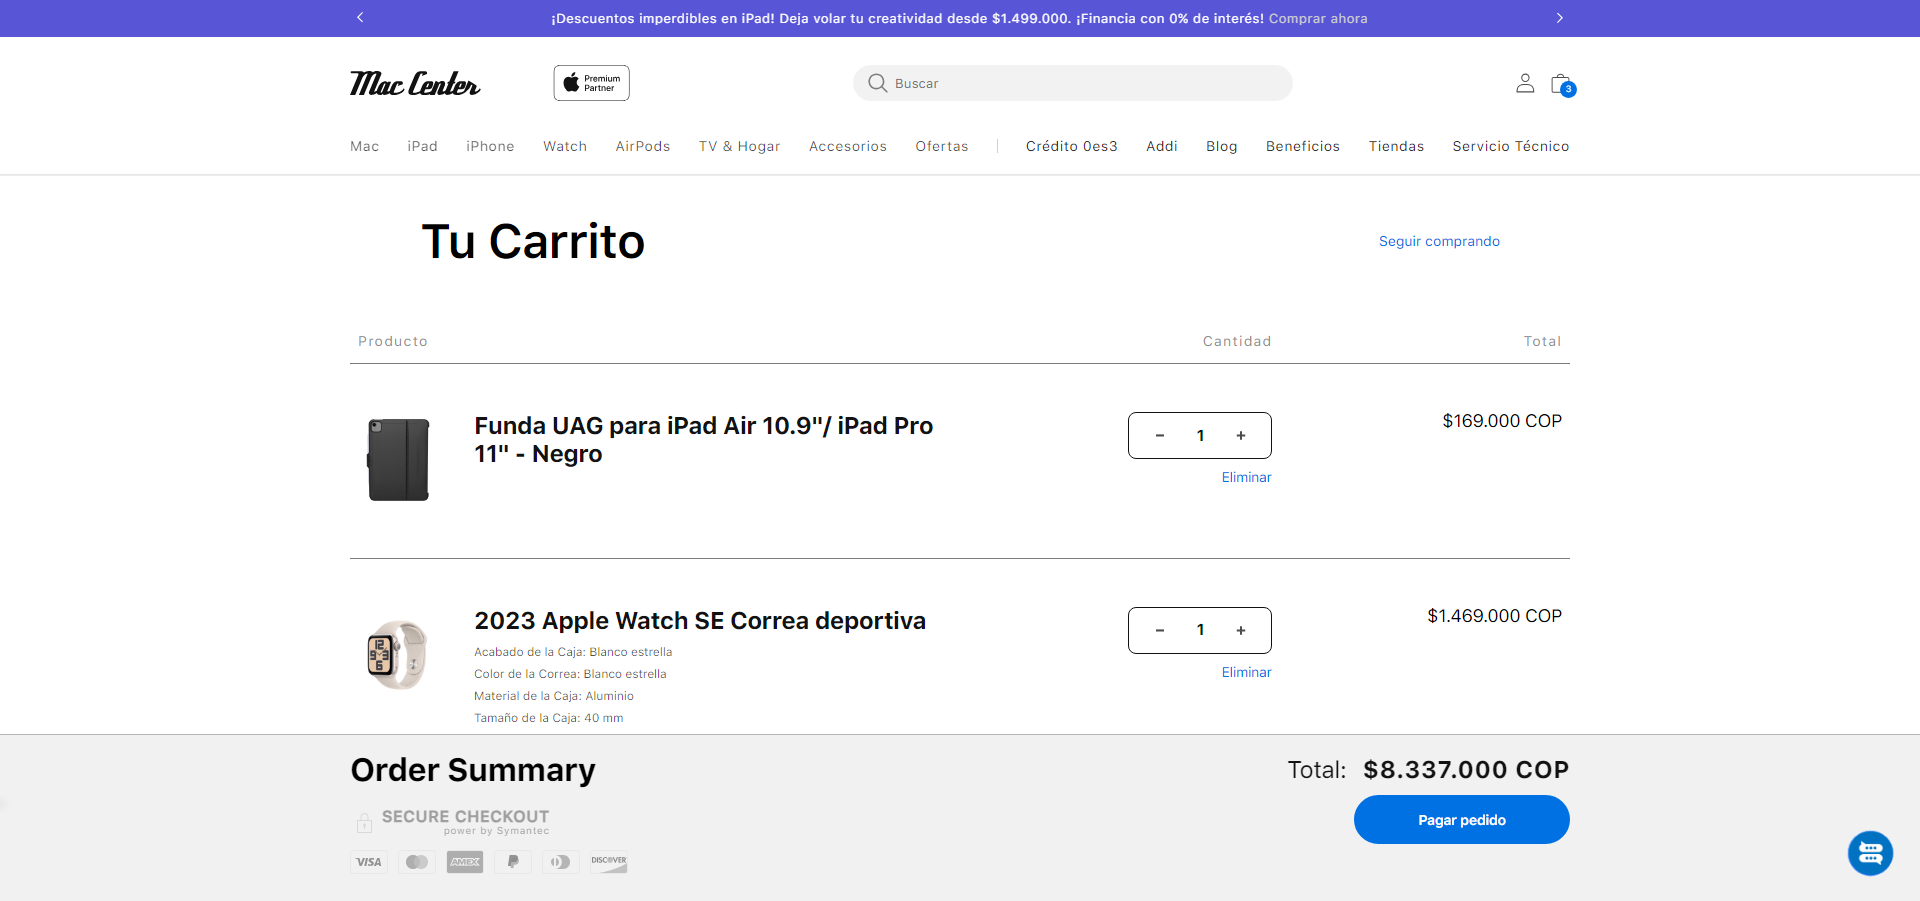 ¡Descuentos imperdibles en iPad! Deja volar tu creatividad desde $1.499.000. ¡Financia con 0% de interés! Comprar ahora
Mac Center
Premium
Partner
Buscar
3
Mac iPad iPhone Watch AirPods TV & Hogar Accesorios Ofertas Crédito 0es3 Addi Blog Beneficios Tiendas Servicio Técnico
Tu Carrito
Seguir comprando
Producto Cantidad Total
Funda UAG para iPad Air 10.9"/ iPad Pro
11" - Negro
- 1 +
Eliminar
$169.000 COP
2023 Apple Watch SE Correa deportiva
Acabado de la Caja: Blanco estrella
Color de la Correa: Blanco estrella
Material de la Caja: Aluminio
Tamaño de la Caja: 40 mm
- 1 +
Eliminar
$1.469.000 COP
Order Summary
Total: $8.337.000 COP
SECURE CHECKOUT
power by Symantec
Pagar pedido
VISA
AMEX
DISCOVER